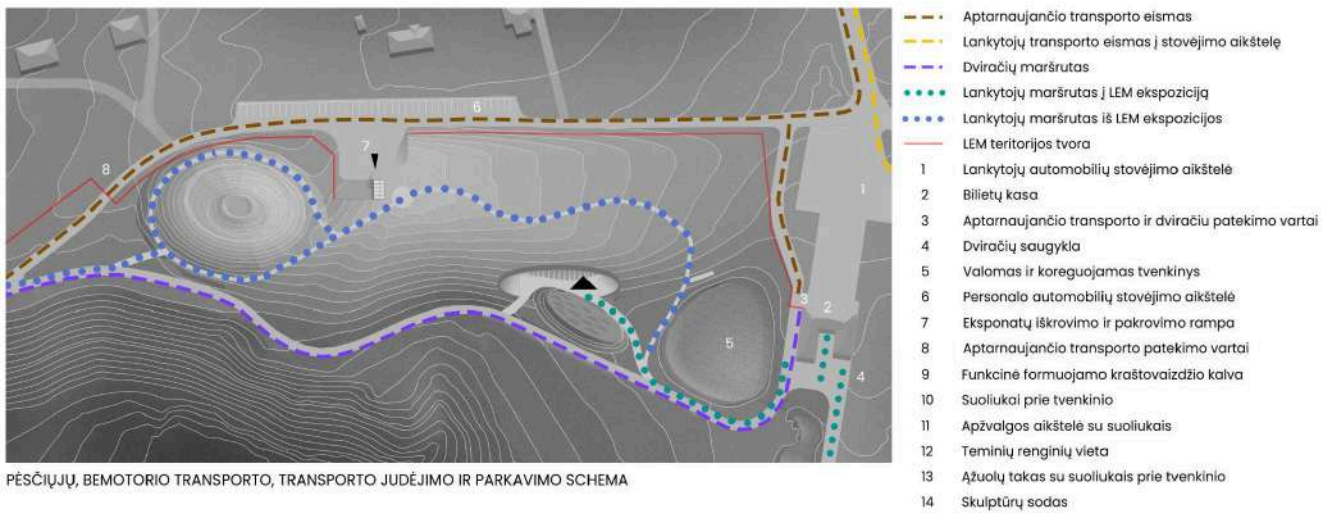 6
7
8
1
3
2
5
4
PĖSČIŲJŲ, BEMOTORIO TRANSPORTO, TRANSPORTO JUDĖJIMO IR PARKAVIMO SCHEMA
Aptarnaujančio transporto eismas
Lankytojų transporto eismas į stovėjimo aikštelę
Dviračių maršrutas
Lankytojų maršrutas į LEM ekspoziciją
Lankytojų maršrutas iš LEM ekspozicijos
LEM teritorijos tvora
1 Lankytojų automobilių stovėjimo aikštelė
2 Bilietų kasa
3 Aptarnaujančio transporto ir dviračiu patekimo vartai
4 Dviračių saugykla
5 Valomas ir koreguojamas tvenkinys
6 Personalo automobilių stovėjimo aikštelė
7 Eksponatų iškrovimo ir pakrovimo rampa
8 Aptarnaujančio transporto patekimo vartai
9 Funkcinė formuojamo kraštovaizdžio kalva
10 Suoliukai prie tvenkinio
11 Apžvalgos aikštelė su suoliukais
12 Teminių renginių vieta
13 Ąžuolų takas su suoliukais prie tvenkinio
14 Skulptūrų sodas